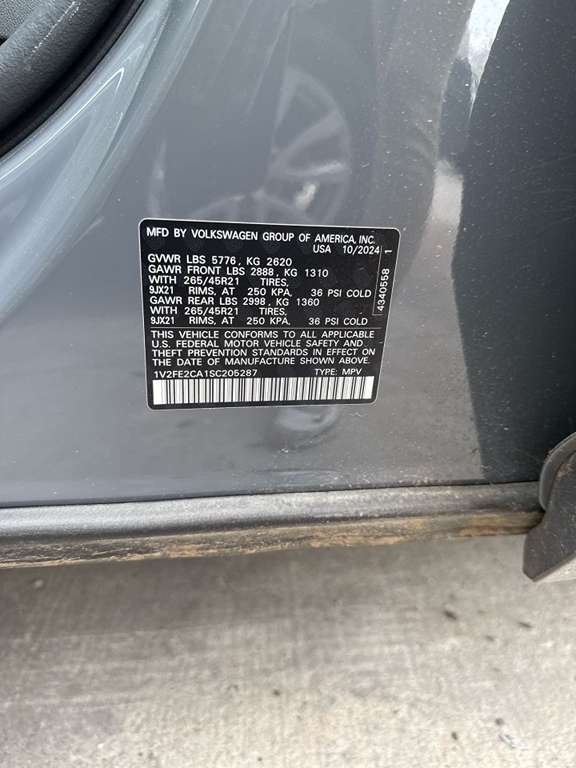 MFD BY VOLKSWAGEN GROUP OF AMERICA, INC.
USA 10/2024
GVWR LBS 5776, KG 2620
GAWR FRONT LBS 2888, KG 1310
WITH 265/45R21 TIRES,
9JX21 RIMS, AT 250 KPA, 36 PSI COLD
GAWR REAR LBS 2998, KG 1360
WITH 265/45R21 TIRES,
9JX21 RIMS, AT 250 KPA, 36 PSI COLD
THIS VEHICLE CONFORMS TO ALL APPLICABLE
U.S. FEDERAL MOTOR VEHICLE SAFETY AND
THEFT PREVENTION STANDARDS IN EFFECT ON
THE DATE OF MANUFACTURE SHOWN ABOVE.
1V2FE2CA1SC205287 TYPE: MPV
4340558 1